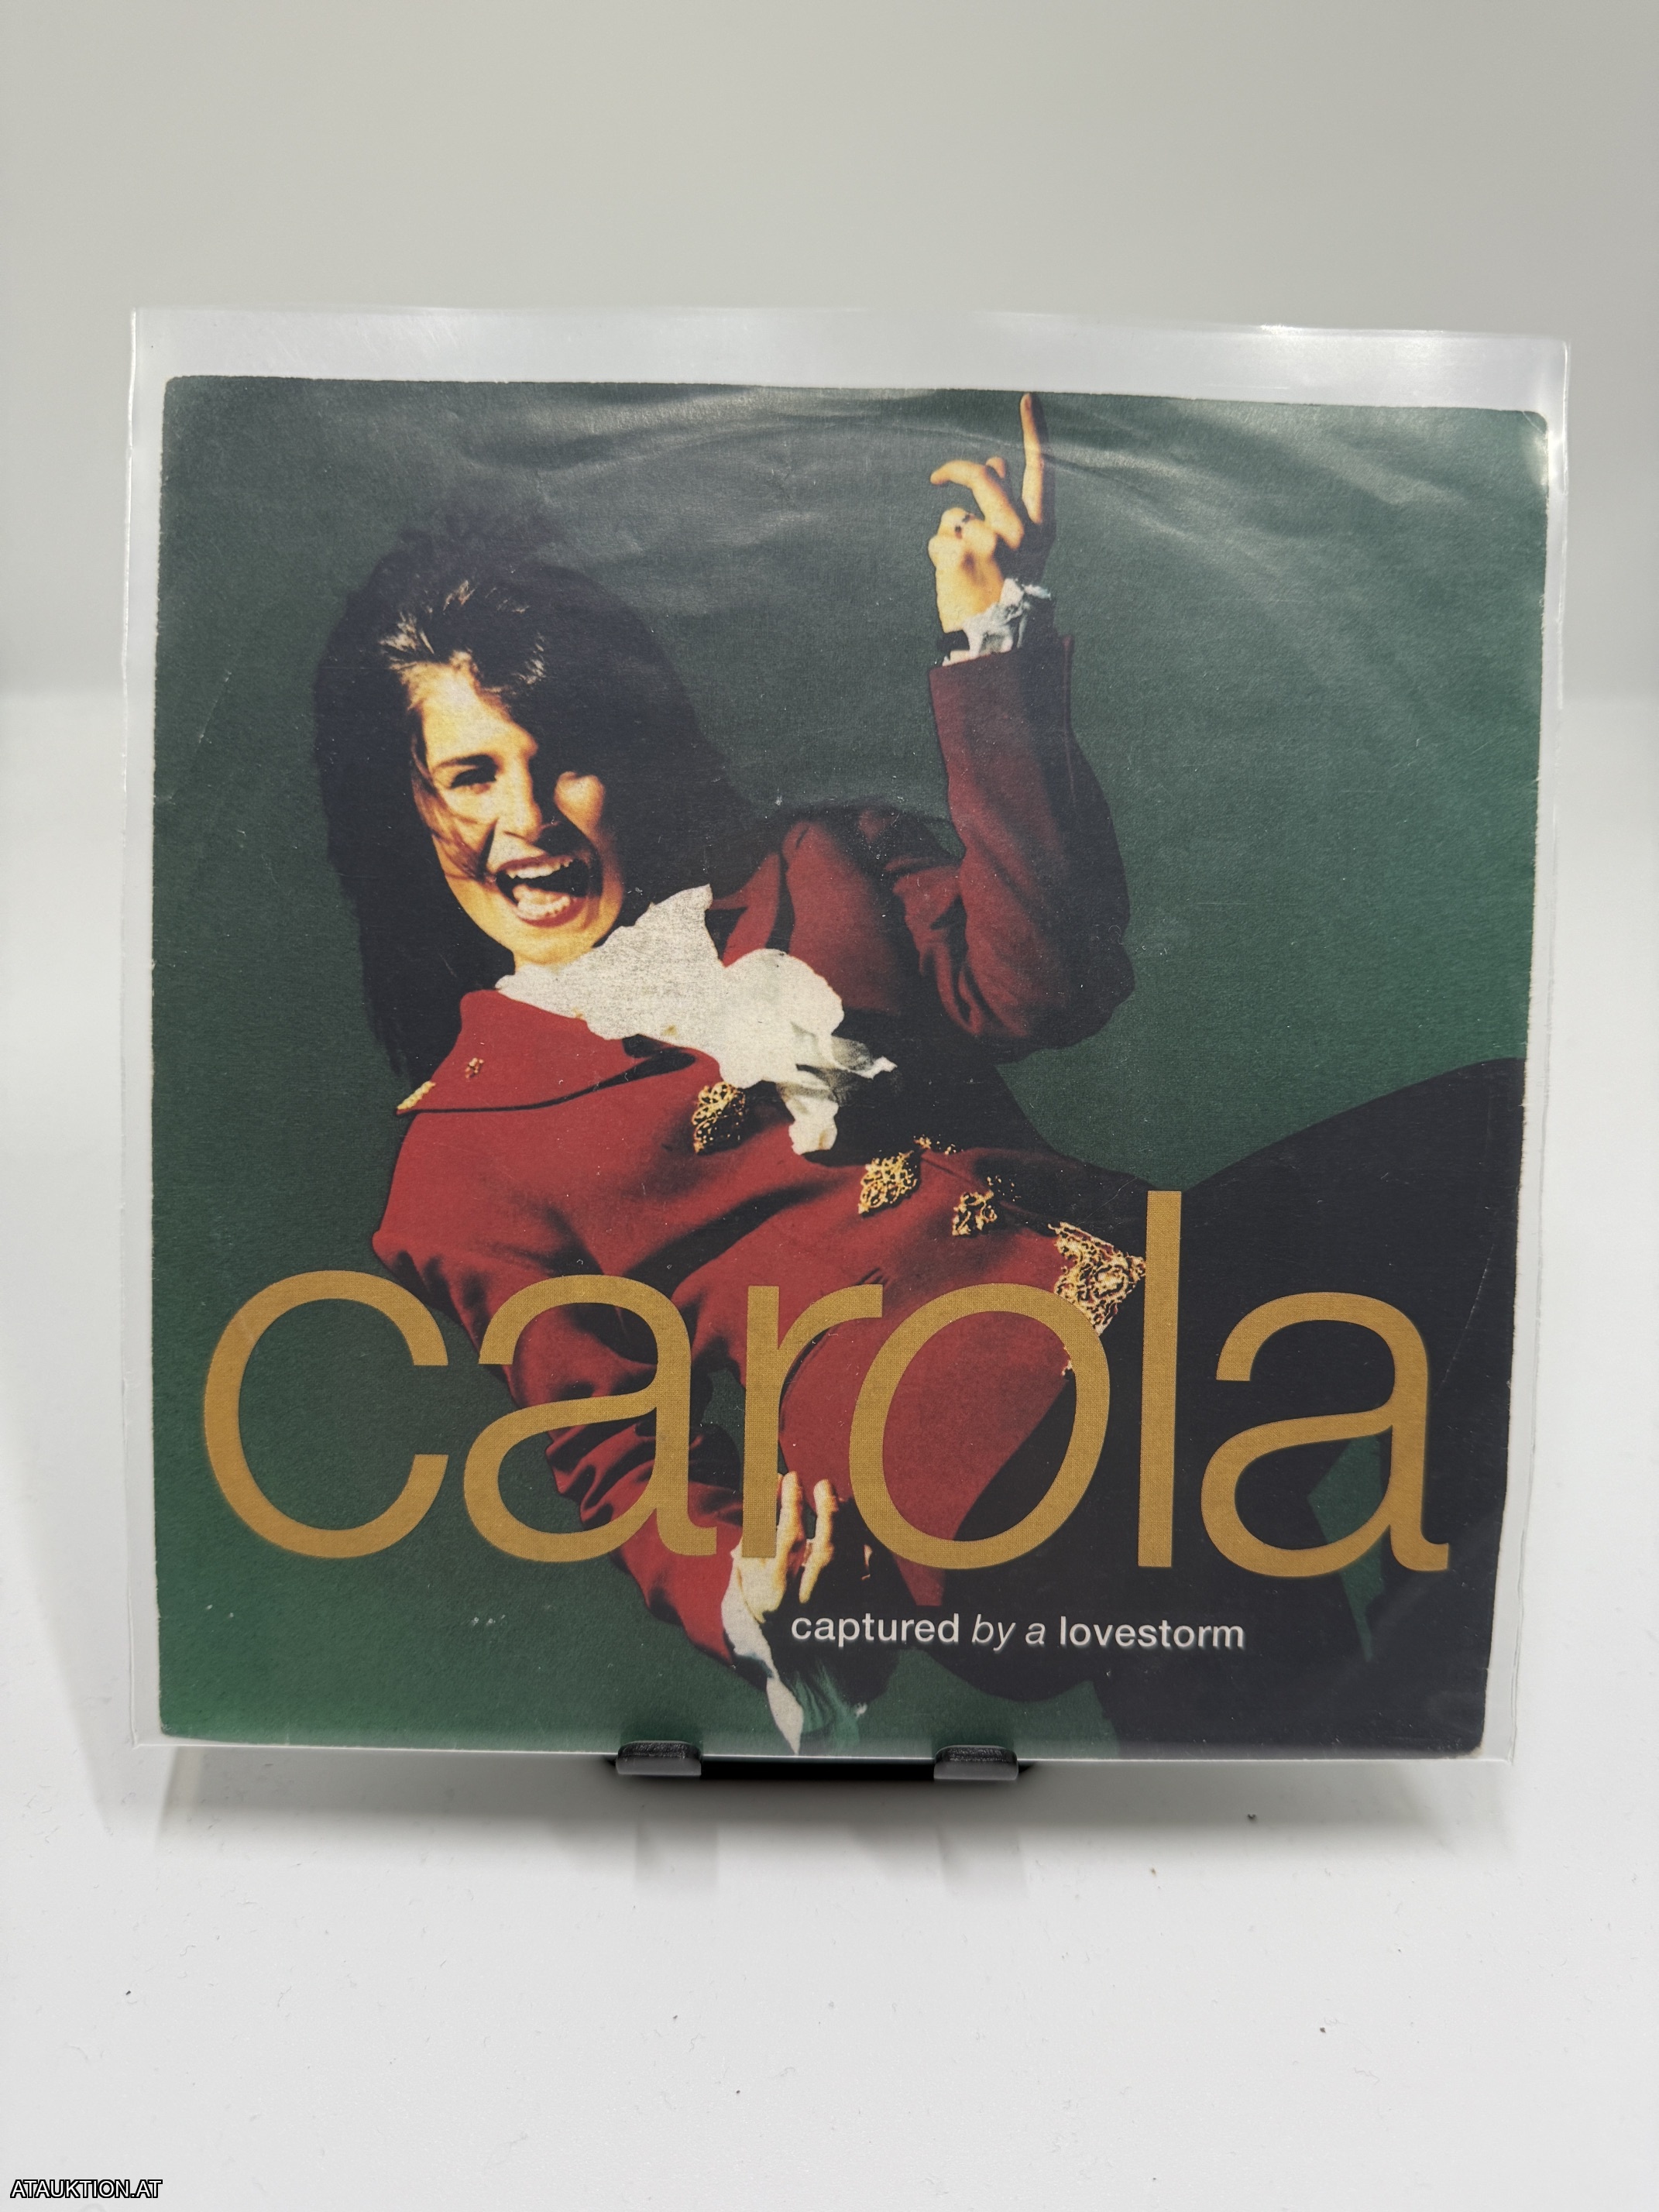 carola
captured by a lovestorm
ATAUKTION.AT